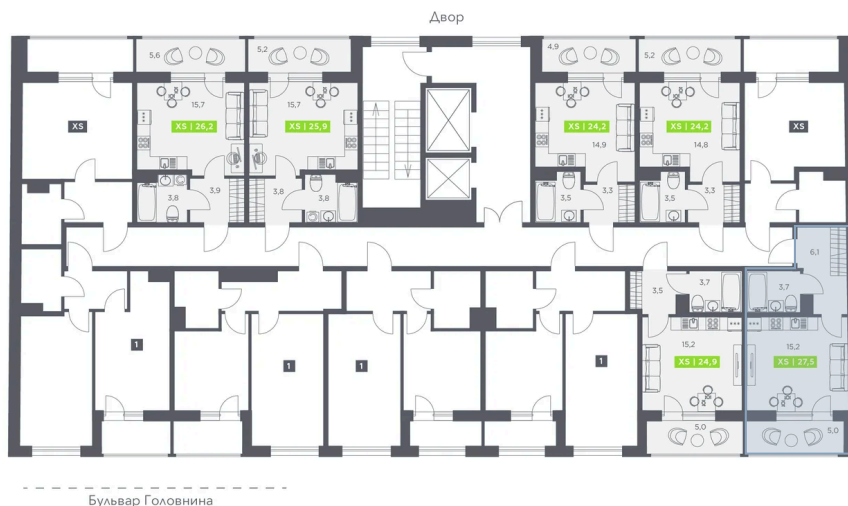 Двор
5,6
5,2
4,9
5,2
15,7
15,7
XS
XS | 26,2
XS | 25,9
XS | 24,2
14,9
XS | 24,2
14,8
XS
3,8
3,9
3,8
3,8
3,5
3,3
3,5
3,3
6,1
3,5
3,7
3,7
15,2
15,2
1
1
1
1
XS | 24,9
XS | 27,5
5,0
5,0
Бульвар Головнина